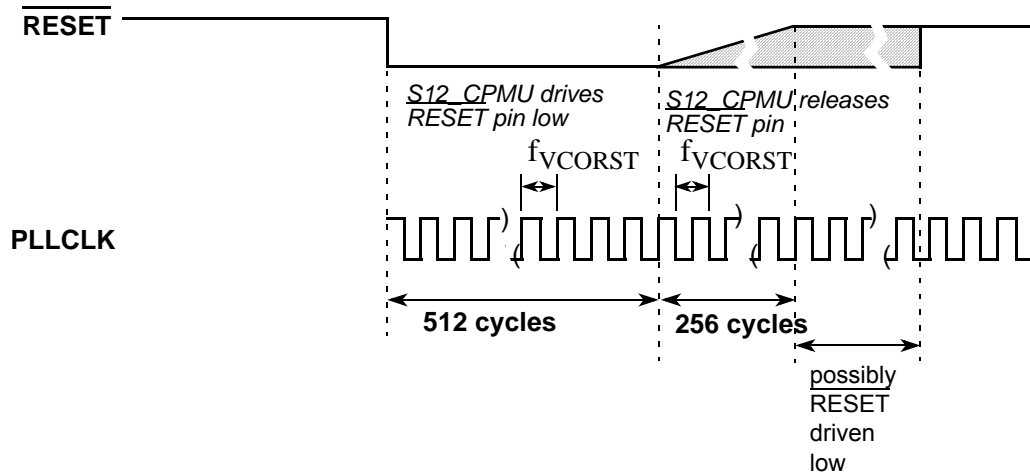 RESET
S12_CPMU drives
RESET pin low
S12_CPMU releases
RESET pin
fVCORST
fVCORST
PLLCLK
) (
) (
) (
512 cycles
256 cycles
possibly
RESET
driven
low